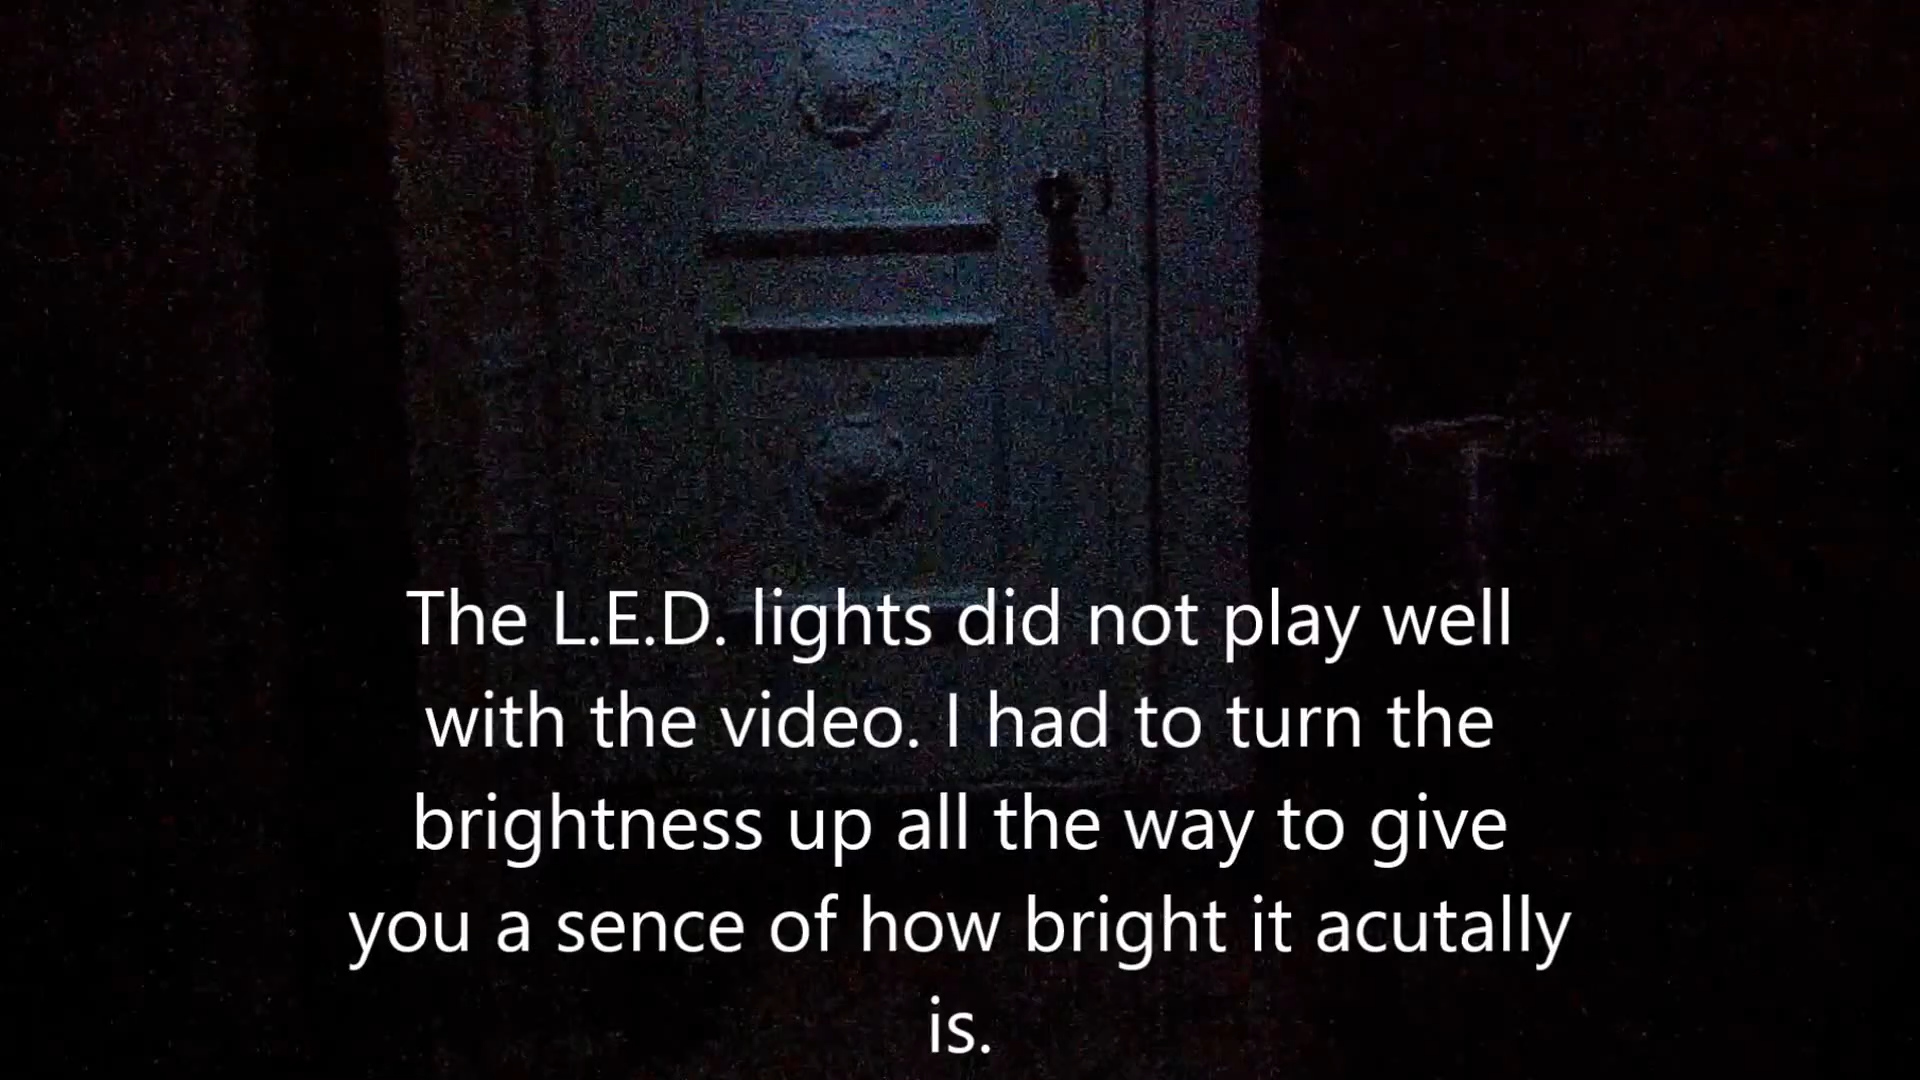 The L.E.D. lights did not play well
with the video. I had to turn the
brightness up all the way to give
you a sence of how bright it acutally
is.